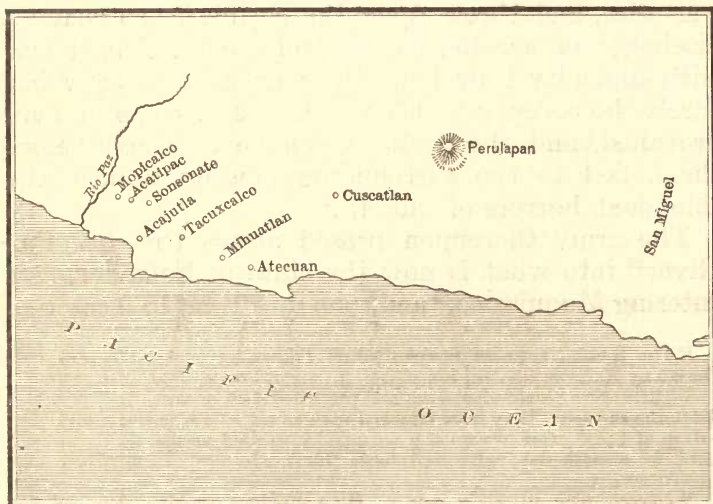 Rio Paz
Mopicalco
Acatipac
Sonsonate
Acajutla
Tacuxcalco
Mihuatlan
Atecuan
Cuscatlan
Perulapan
San Miguel
PACIFIC
OCEAN